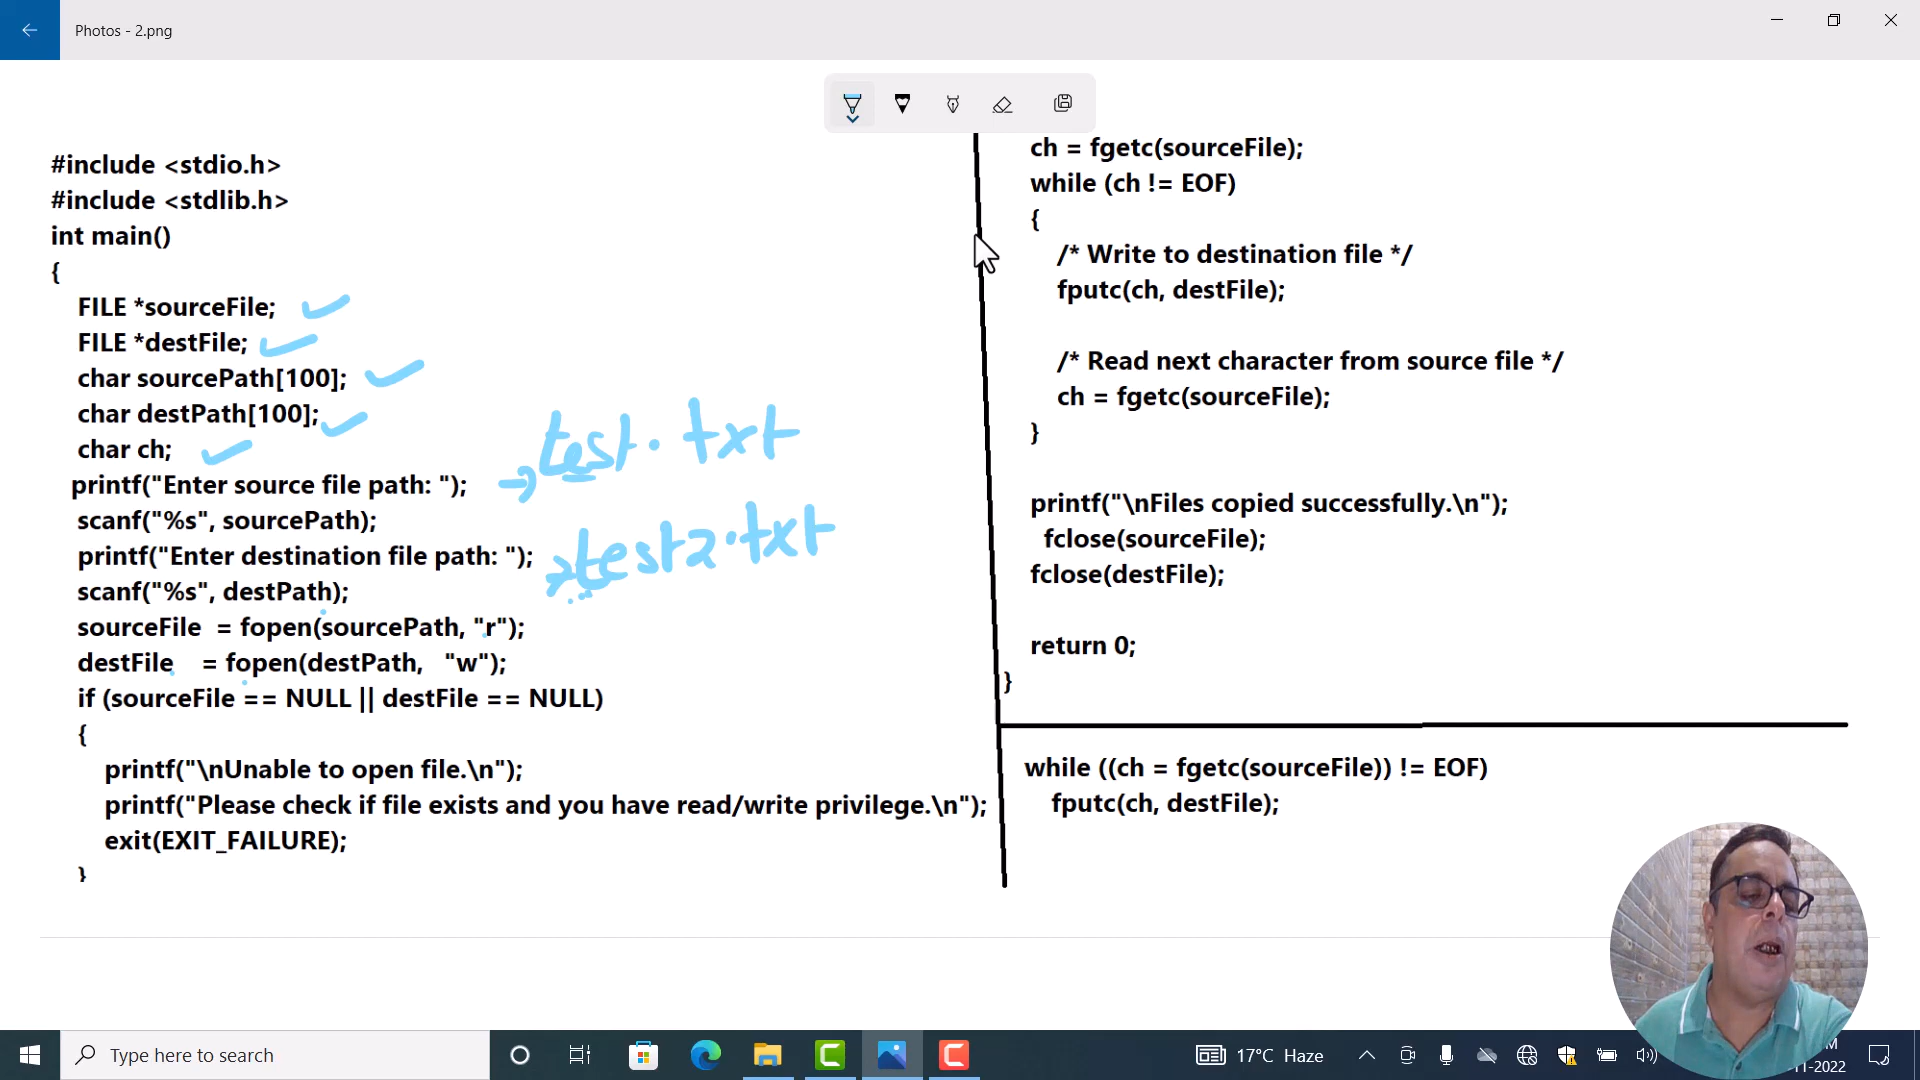 Photos - 2.png
#include <stdio.h>
#include <stdlib.h>
int main()
{
FILE *sourceFile;
FILE *destFile;
char sourcePath[100];
char destPath[100];
char ch;
printf("Enter source file path: ");
scanf("%s", sourcePath);
printf("Enter destination file path: ");
scanf("%s", destPath);
sourceFile = fopen(sourcePath, "r");
destFile = fopen(destPath, "w");
if (sourceFile == NULL || destFile == NULL)
{
printf("\nUnable to open file.\n");
printf("Please check if file exists and you have read/write privilege.\n");
exit(EXIT_FAILURE);
}
test.txt
test2.txt
ch = fgetc(sourceFile);
while (ch != EOF)
{
/* Write to destination file */
fputc(ch, destFile);
/* Read next character from source file */
ch = fgetc(sourceFile);
}
printf("\nFiles copied successfully.\n");
fclose(sourceFile);
fclose(destFile);
return 0;
}
while ((ch = fgetc(sourceFile)) != EOF)
fputc(ch, destFile);
Type here to search
17°C Haze
M
11-2022